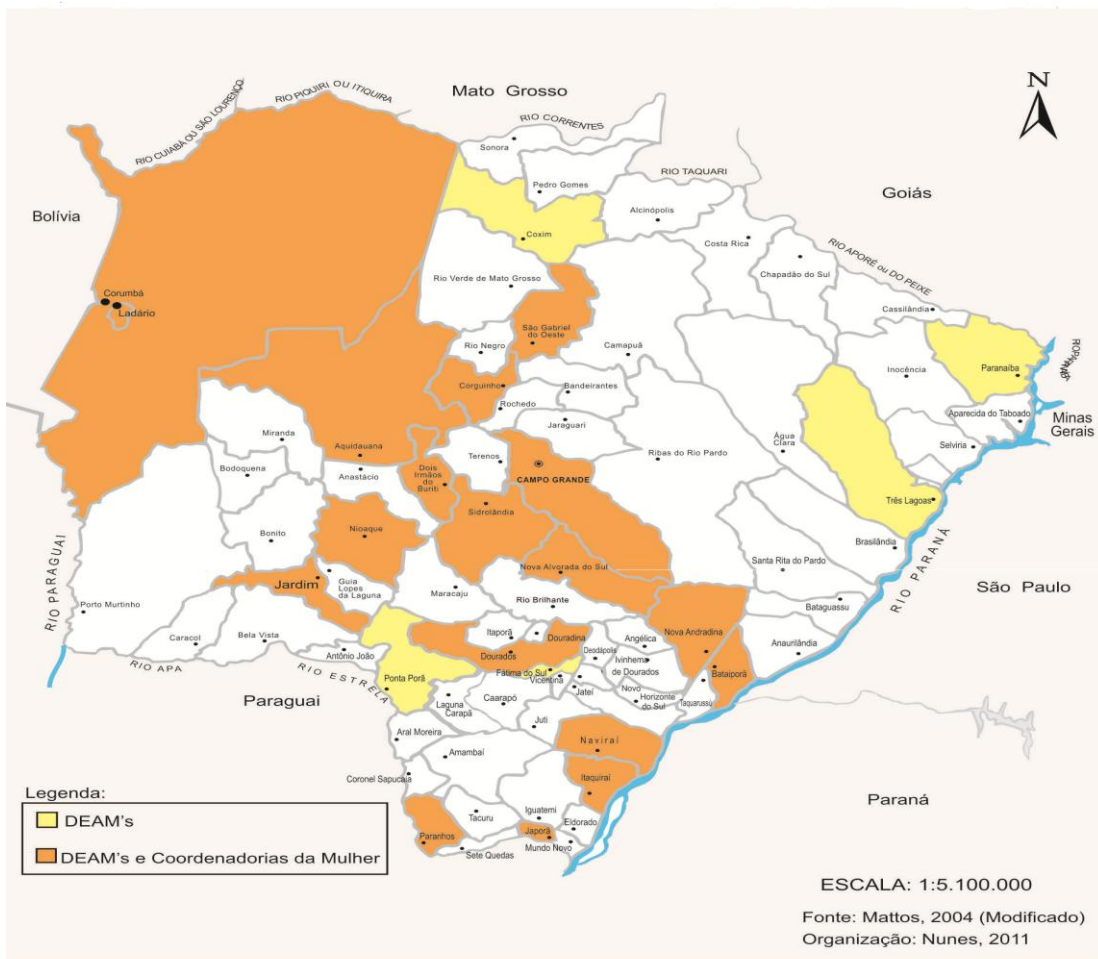 Mato Grosso
N
RIO PIQUIRI OU ITIQUIRA
RIO CUIABÁ OU SÃO LOURENÇO
RIO CORRENTES
Sonora
Pedro Gomes
RIO TAQUARI
Goiás
Bolívia
Alcinópolis
Coxim
Costa Rica
RIO APORÉ ou DO PEIXE
Chapadão do Sul
Rio Verde de Mato Grosso
Corumbá
Ladário
Cassilândia
São Gabriel
do Oeste
Rio Negro
Camapuã
Paranaíba
Inocência
Corguinho
Bandeirantes
Rochedo
Aparecida do Taboado
Minas
Gerais
Jaraguari
Miranda
Água
Clara
Selvíria
Aquidauana
Terenos
Ribas do Rio Pardo
Bodoquena
Anastácio
Dois
Irmãos
do
Buriti
CAMPO GRANDE
Três Lagoas
Sidrolândia
Nioaque
Bonito
Brasilândia
RIO PARAGUAI
RIO PARANÁ
Nova Alvorada do Sul
Santa Rita do Pardo
Jardim
Guia
Lopes
da Laguna
Maracaju
São Paulo
Porto Murtinho
Rio Brilhante
Bataguassu
Caracol
Bela Vista
Itaporã
Douradina
Angélica
Nova Andradina
Anaurilândia
Antônio João
Dourados
Deodápolis
Ivinhema
de Dourados
RIO APA
RIO ESTRÊLA
Fátima do Sul
Vicentina
Bataiporã
Paraguai
Ponta Porã
Laguna
Carapã
Caarapó
Jateí
Novo
Horizonte
do Sul
Taquarussú
Juti
Aral Moreira
Naviraí
Amambaí
Coronel Sapucaia
Itaquiraí
Legenda:
DEAM's
DEAM's e Coordenadorias da Mulher
Paraná
Tacuru
Iguatemi
Eldorado
Paranhos
Japorã
Sete Quedas
Mundo Novo
ESCALA: 1:5.100.000
Fonte: Mattos, 2004 (Modificado)
Organização: Nunes, 2011